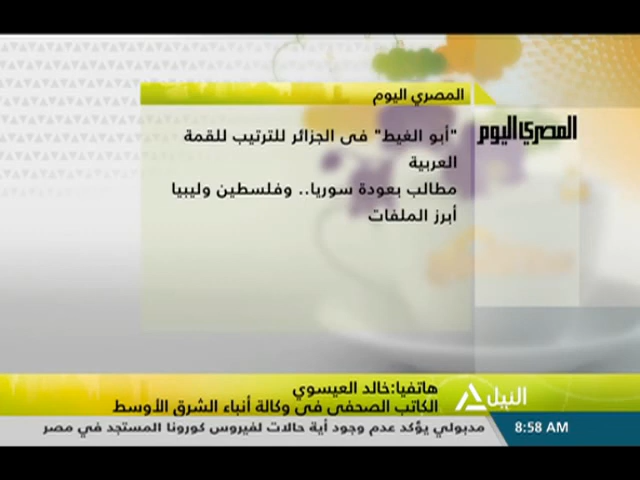 المصري اليوم
المصري اليوم
"أبو الغيط" فى الجزائر للترتيب للقمة
العربية
مطالب بعودة سوريا.. وفلسطين وليبيا
أبرز الملفات
هاتفيا:خالد العيسوي
الكاتب الصحفي في وكالة أنباء الشرق الأوسط
النيل
مدبولي يؤكد عدم وجود أية حالات لفيروس كورونا المستجد في مصر
8:58 AM